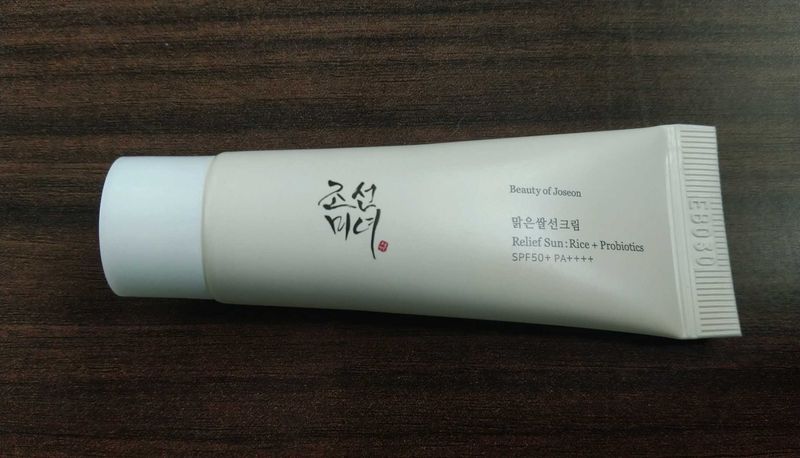 조선
미녀
Beauty of Joseon
맑은쌀선크림
Relief Sun : Rice + Probiotics
SPF50+ PA++++
EB030